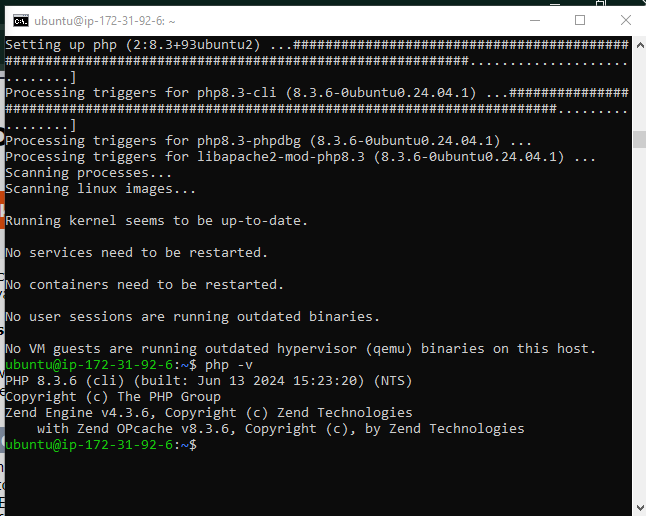 ubuntu@ip-172-31-92-6: ~
Setting up php (2:8.3+93ubuntu2) ...##########################################
##########################################################....................
........]
Processing triggers for php8.3-cli (8.3.6-0ubuntu0.24.04.1) ...###############
#####################################################################.........
........]
Processing triggers for php8.3-phpdbg (8.3.6-0ubuntu0.24.04.1) ...
Processing triggers for libapache2-mod-php8.3 (8.3.6-0ubuntu0.24.04.1) ...
Scanning processes...
Scanning linux images...
Running kernel seems to be up-to-date.
No services need to be restarted.
No containers need to be restarted.
No user sessions are running outdated binaries.
No VM guests are running outdated hypervisor (qemu) binaries on this host.
ubuntu@ip-172-31-92-6:~$ php -v
PHP 8.3.6 (cli) (built: Jun 13 2024 15:23:20) (NTS)
Copyright (c) The PHP Group
Zend Engine v4.3.6, Copyright (c) Zend Technologies
    with Zend OPcache v8.3.6, Copyright (c), by Zend Technologies
ubuntu@ip-172-31-92-6:~$